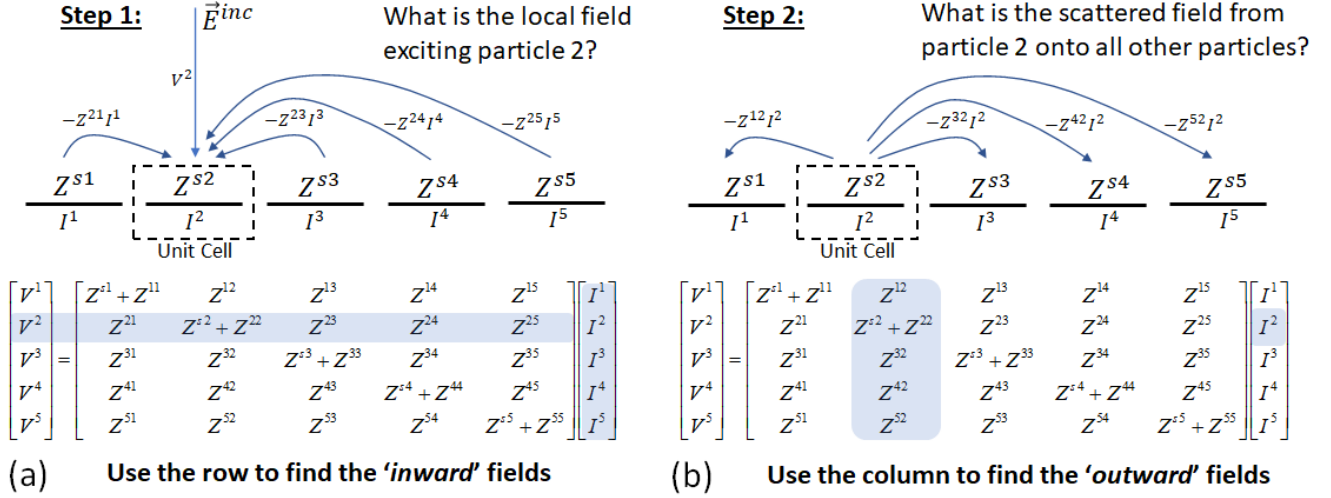 Step 1:
E⃗^inc
What is the local field
exciting particle 2?
V^2
−Z^21 I^1
−Z^23 I^3
−Z^24 I^4
−Z^25 I^5
Z^s1 Z^s2 Z^s3 Z^s4 Z^s5
I^1 I^2 I^3 I^4 I^5
Unit Cell
V^1 Z^s1 + Z^11 Z^12 Z^13 Z^14 Z^15 I^1
V^2 Z^21 Z^s2 + Z^22 Z^23 Z^24 Z^25 I^2
V^3 = Z^31 Z^32 Z^s3 + Z^33 Z^34 Z^35 I^3
V^4 Z^41 Z^42 Z^43 Z^s4 + Z^44 Z^45 I^4
V^5 Z^51 Z^52 Z^53 Z^54 Z^s5 + Z^55 I^5
(a) Use the row to find the 'inward' fields
Step 2:
What is the scattered field from
particle 2 onto all other particles?
−Z^12 I^2
−Z^32 I^2
−Z^42 I^2
−Z^52 I^2
Z^s1 Z^s2 Z^s3 Z^s4 Z^s5
I^1 I^2 I^3 I^4 I^5
Unit Cell
V^1 Z^s1 + Z^11 Z^12 Z^13 Z^14 Z^15 I^1
V^2 Z^21 Z^s2 + Z^22 Z^23 Z^24 Z^25 I^2
V^3 = Z^31 Z^32 Z^s3 + Z^33 Z^34 Z^35 I^3
V^4 Z^41 Z^42 Z^43 Z^s4 + Z^44 Z^45 I^4
V^5 Z^51 Z^52 Z^53 Z^54 Z^s5 + Z^55 I^5
(b) Use the column to find the 'outward' fields